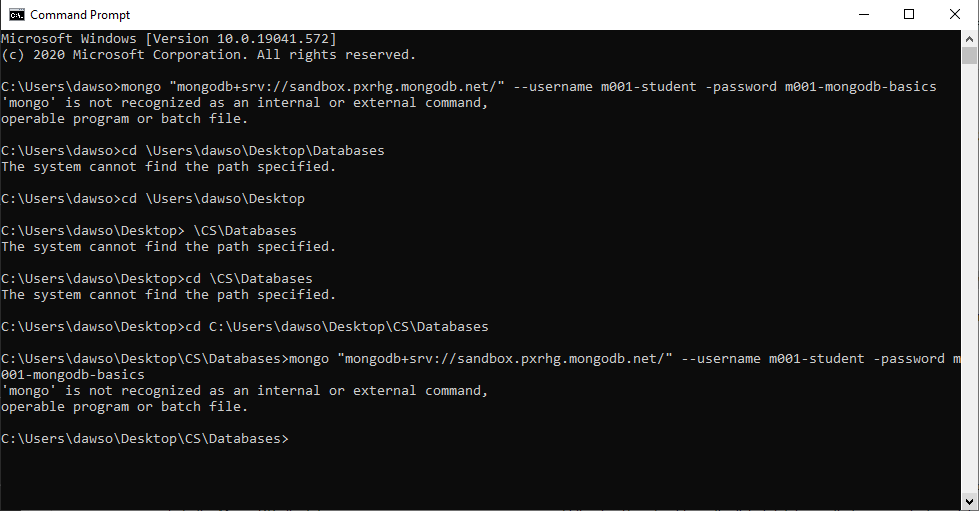 Command Prompt
Microsoft Windows [Version 10.0.19041.572]
(c) 2020 Microsoft Corporation. All rights reserved.
C:\Users\dawso>mongo "mongodb+srv://sandbox.pxrhg.mongodb.net/" --username m001-student -password m001-mongodb-basics
'mongo' is not recognized as an internal or external command,
operable program or batch file.
C:\Users\dawso>cd \Users\dawso\Desktop\Databases
The system cannot find the path specified.
C:\Users\dawso>cd \Users\dawso\Desktop
C:\Users\dawso\Desktop> \CS\Databases
The system cannot find the path specified.
C:\Users\dawso\Desktop>cd \CS\Databases
The system cannot find the path specified.
C:\Users\dawso\Desktop>cd C:\Users\dawso\Desktop\CS\Databases
C:\Users\dawso\Desktop\CS\Databases>mongo "mongodb+srv://sandbox.pxrhg.mongodb.net/" --username m001-student -password m
001-mongodb-basics
'mongo' is not recognized as an internal or external command,
operable program or batch file.
C:\Users\dawso\Desktop\CS\Databases>